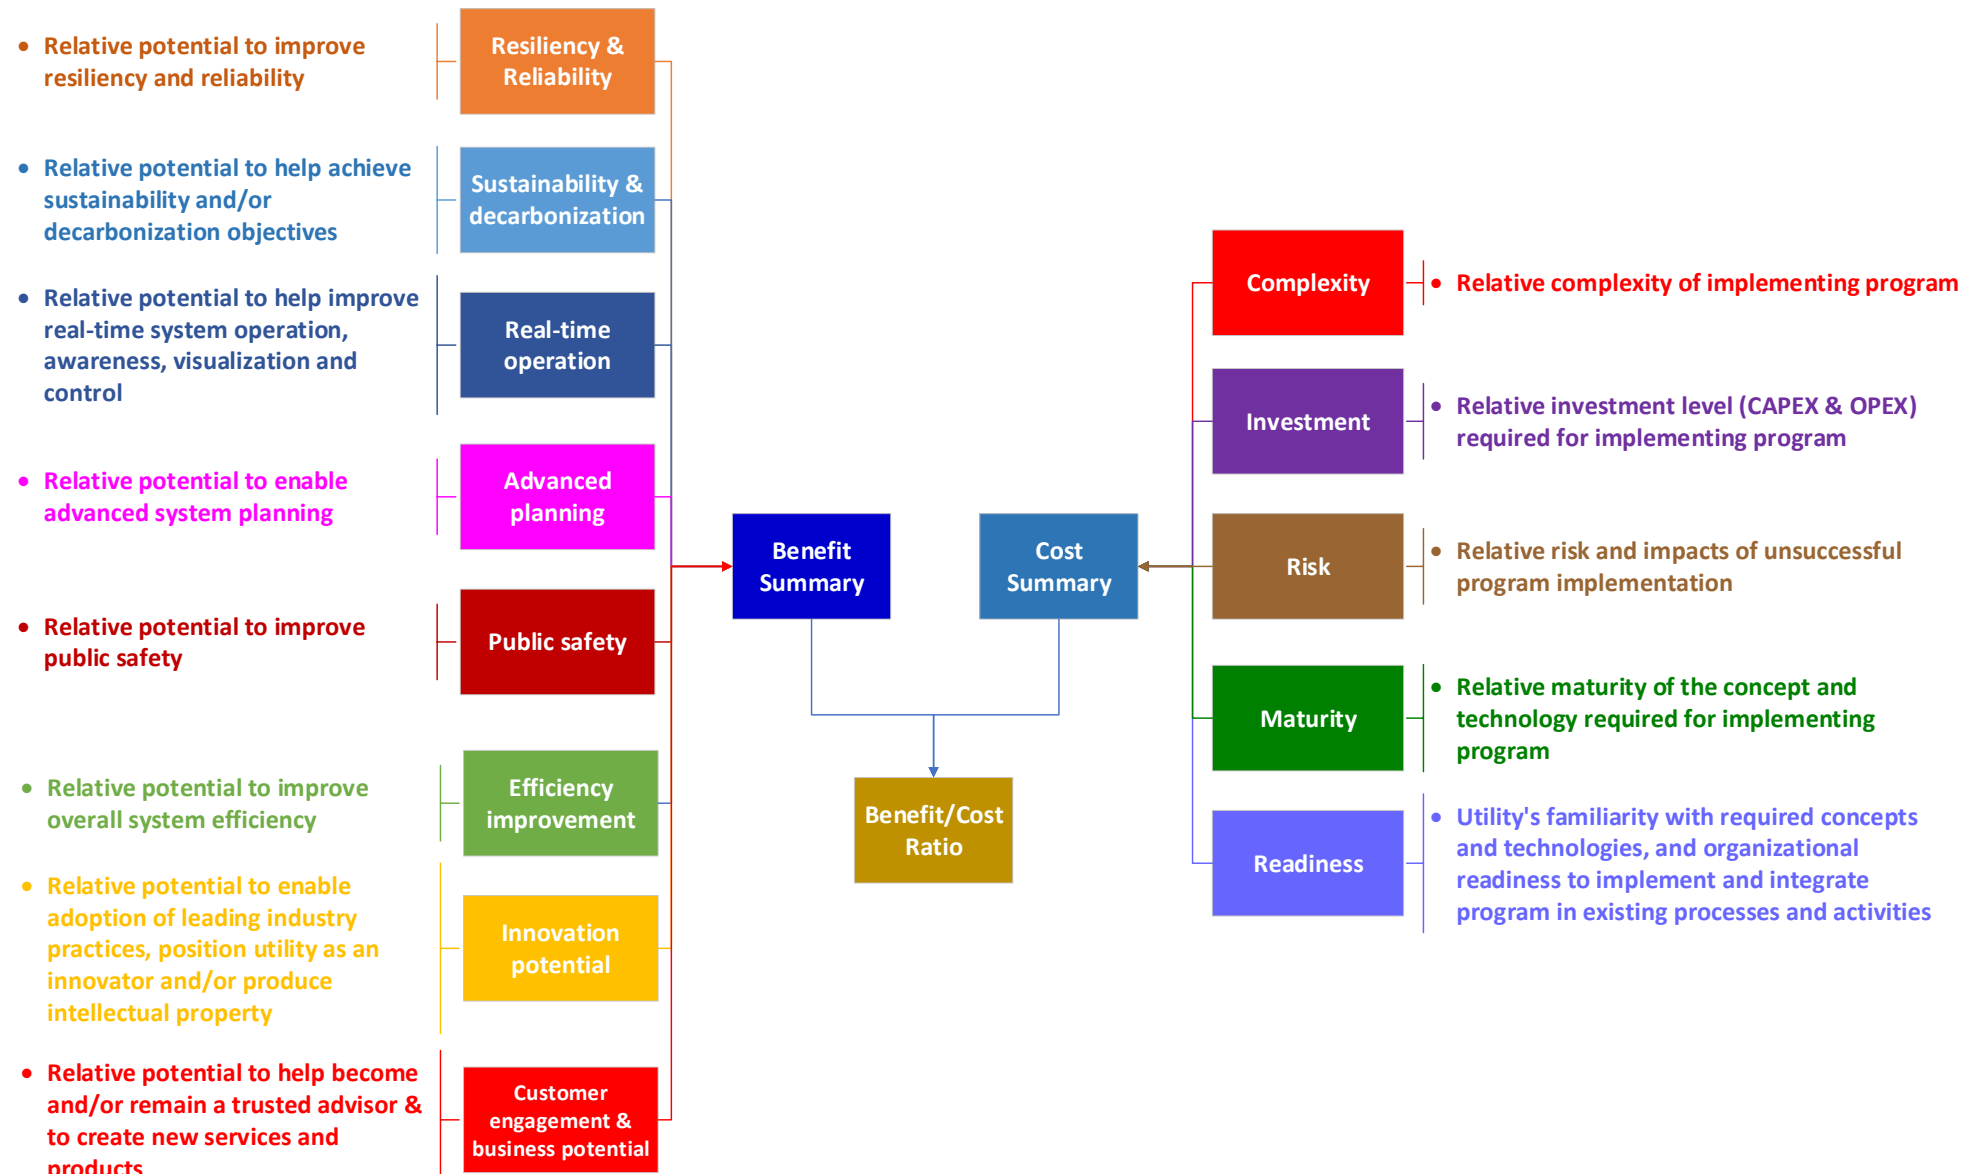 • Relative potential to improve
resiliency and reliability
Resiliency &
Reliability
• Relative potential to help achieve
sustainability and/or
decarbonization objectives
Sustainability &
decarbonization
• Relative potential to help improve
real-time system operation,
awareness, visualization and
control
Real-time
operation
• Relative potential to enable
advanced system planning
Advanced
planning
• Relative potential to improve
public safety
Public safety
• Relative potential to improve
overall system efficiency
Efficiency
improvement
• Relative potential to enable
adoption of leading industry
practices, position utility as an
innovator and/or produce
intellectual property
Innovation
potential
• Relative potential to help become
and/or remain a trusted advisor &
to create new services and
products
Customer
engagement &
business potential
Benefit
Summary
Cost
Summary
Benefit/Cost
Ratio
Complexity
• Relative complexity of implementing program
Investment
• Relative investment level (CAPEX & OPEX)
required for implementing program
Risk
• Relative risk and impacts of unsuccessful
program implementation
Maturity
• Relative maturity of the concept and
technology required for implementing
program
Readiness
• Utility's familiarity with required concepts
and technologies, and organizational
readiness to implement and integrate
program in existing processes and activities